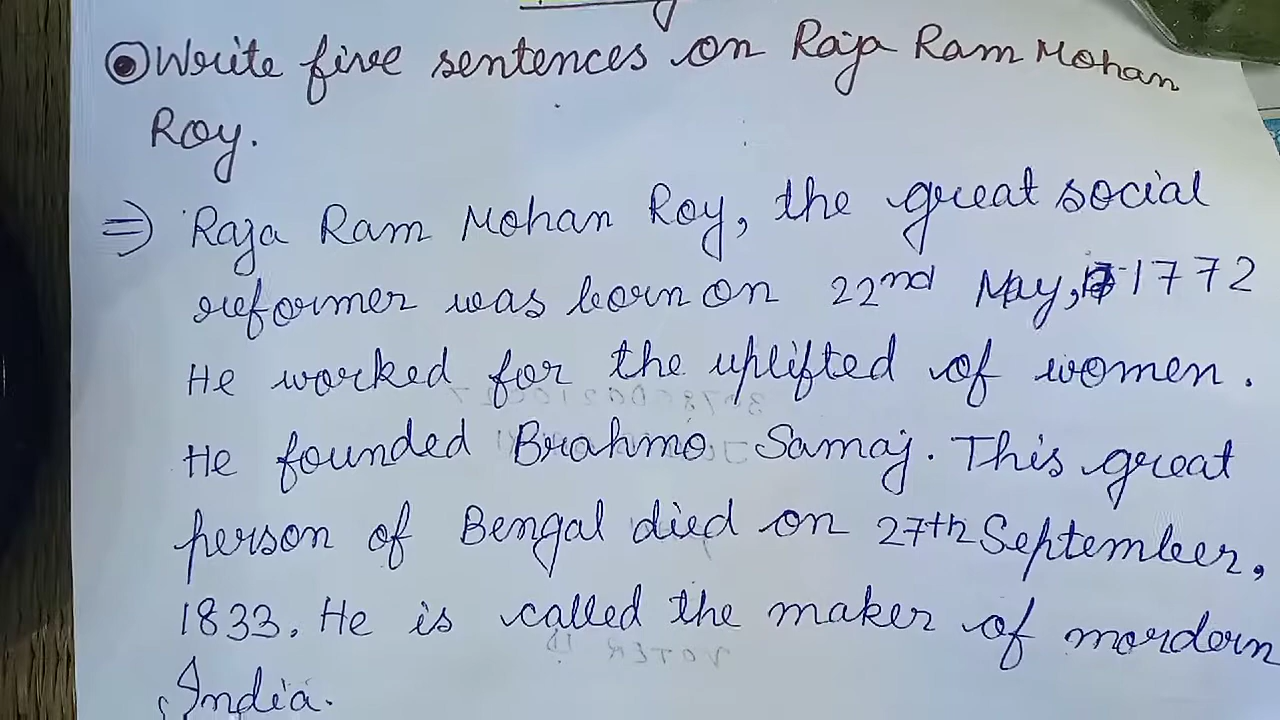 Write five sentences on Raja Ram Mohan
Roy.
⇒ Raja Ram Mohan Roy, the great social
reformer was born on 22nd May, 1772
He worked for the uplifted of women.
He founded Brahmo Samaj. This great
person of Bengal died on 27th September,
1833. He is called the maker of mordern
India.